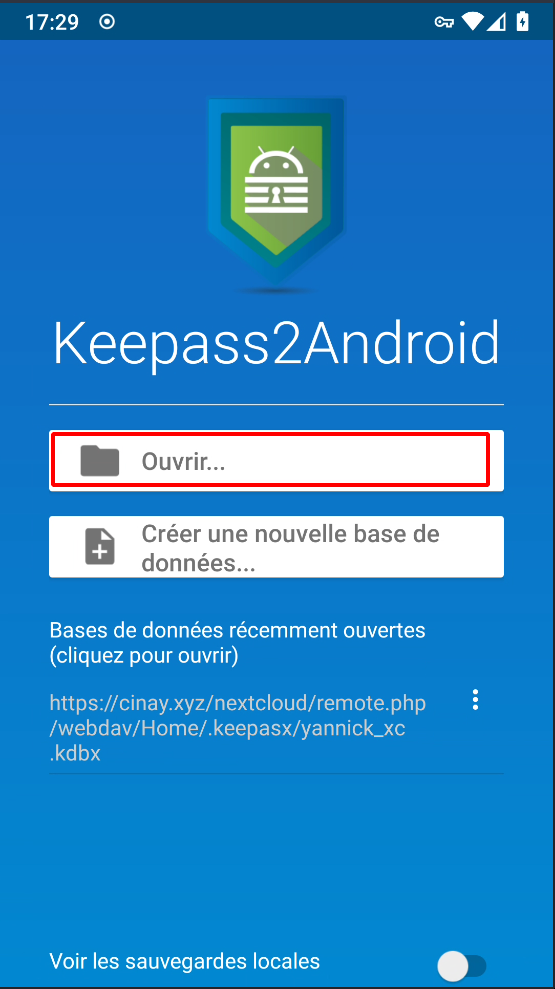 17:29
Keepass2Android
Ouvrir...
Créer une nouvelle base de
données...
Bases de données récemment ouvertes
(cliquez pour ouvrir)
https://cinay.xyz/nextcloud/remote.php
/webdav/Home/.keepasx/yannick_xc
.kdbx
Voir les sauvegardes locales